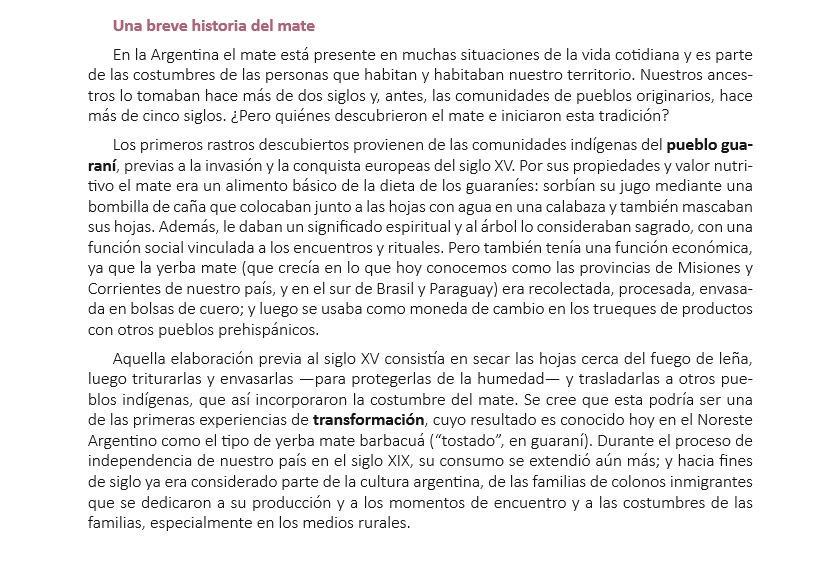 Una breve historia del mate
En la Argentina el mate está presente en muchas situaciones de la vida cotidiana y es parte
de las costumbres de las personas que habitan y habitaban nuestro territorio. Nuestros ances-
tros lo tomaban hace más de dos siglos y, antes, las comunidades de pueblos originarios, hace
más de cinco siglos. ¿Pero quiénes descubrieron el mate e iniciaron esta tradición?
Los primeros rastros descubiertos provienen de las comunidades indígenas del pueblo gua-
raní, previas a la invasión y la conquista europeas del siglo XV. Por sus propiedades y valor nutri-
tivo el mate era un alimento básico de la dieta de los guaraníes: sorbían su jugo mediante una
bombilla de caña que colocaban junto a las hojas con agua en una calabaza y también mascaban
sus hojas. Además, le daban un significado espiritual y al árbol lo consideraban sagrado, con una
función social vinculada a los encuentros y rituales. Pero también tenía una función económica,
ya que la yerba mate (que crecía en lo que hoy conocemos como las provincias de Misiones y
Corrientes de nuestro país, y en el sur de Brasil y Paraguay) era recolectada, procesada, envasa-
da en bolsas de cuero; y luego se usaba como moneda de cambio en los trueques de productos
con otros pueblos prehispánicos.
Aquella elaboración previa al siglo XV consistía en secar las hojas cerca del fuego de leña,
luego triturarlas y envasarlas —para protegerlas de la humedad— y trasladarlas a otros pue-
blos indígenas, que así incorporaron la costumbre del mate. Se cree que esta podría ser una
de las primeras experiencias de transformación, cuyo resultado es conocido hoy en el Noreste
Argentino como el tipo de yerba mate barbacuá (“tostado”, en guaraní). Durante el proceso de
independencia de nuestro país en el siglo XIX, su consumo se extendió aún más; y hacia fines
de siglo ya era considerado parte de la cultura argentina, de las familias de colonos inmigrantes
que se dedicaron a su producción y a los momentos de encuentro y a las costumbres de las
familias, especialmente en los medios rurales.